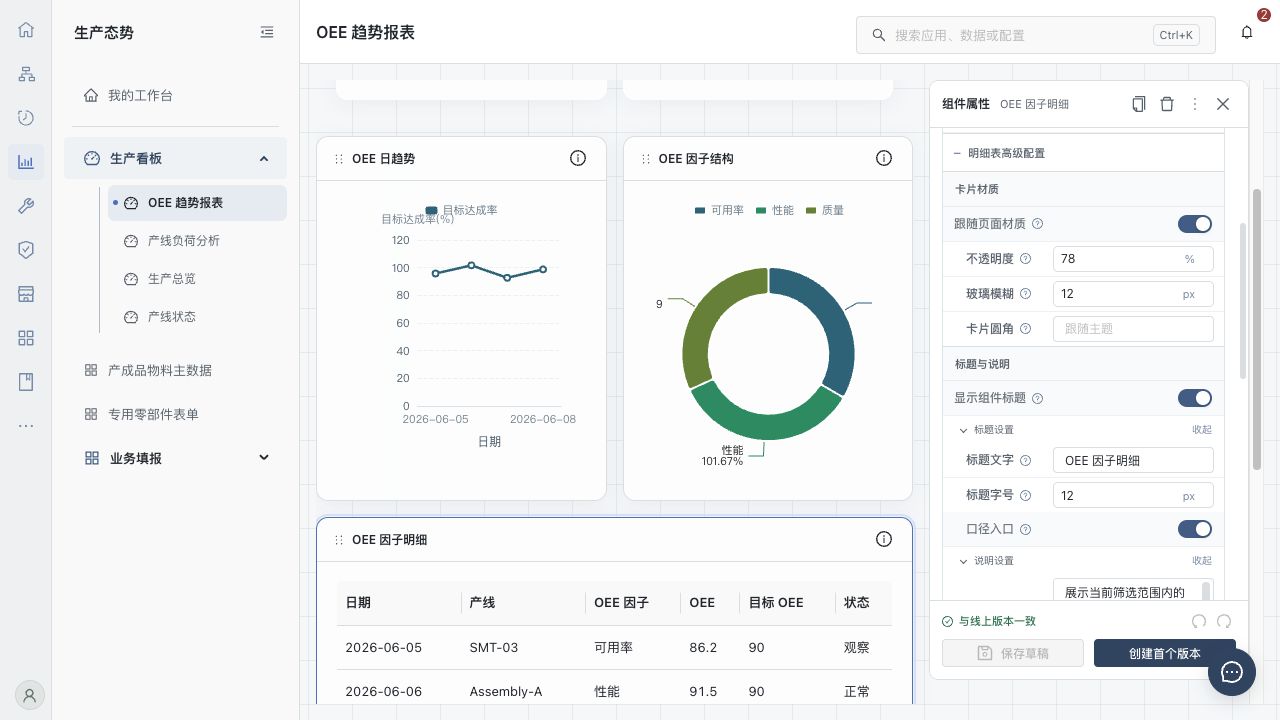 生产态势
OEE 趋势报表
搜索应用、数据或配置
Ctrl+K
2
我的工作台
生产看板
OEE 趋势报表
产线负荷分析
生产总览
产线状态
产成品物料主数据
专用零部件表单
业务填报
OEE 日趋势
目标达成率
目标达成率(%)
120
100
80
60
40
20
0
2026-06-05
2026-06-08
日期
OEE 因子结构
可用率
性能
质量
9
性能
101.67%
OEE 因子明细
日期 产线 OEE 因子 OEE 目标 OEE 状态
2026-06-05 SMT-03 可用率 86.2 90 观察
2026-06-06 Assembly-A 性能 91.5 90 正常
组件属性 OEE 因子明细
明细表高级配置
卡片材质
跟随页面材质
不透明度 78 %
玻璃模糊 12 px
卡片圆角 跟随主题
标题与说明
显示组件标题
标题设置 收起
标题文字 OEE 因子明细
标题字号 12 px
口径入口
说明设置 收起
展示当前筛选范围内的
与线上版本一致
保存草稿
创建首个版本